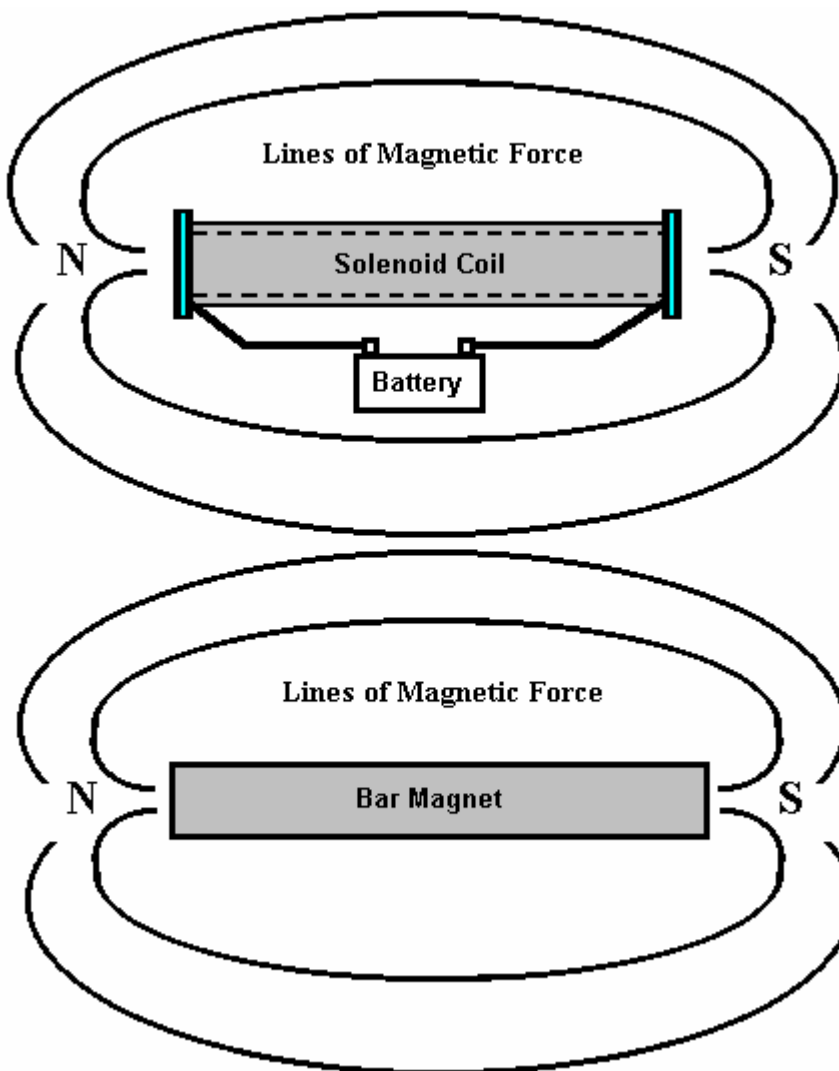 Lines of Magnetic Force
N
Solenoid Coil
S
Battery
Lines of Magnetic Force
N
Bar Magnet
S